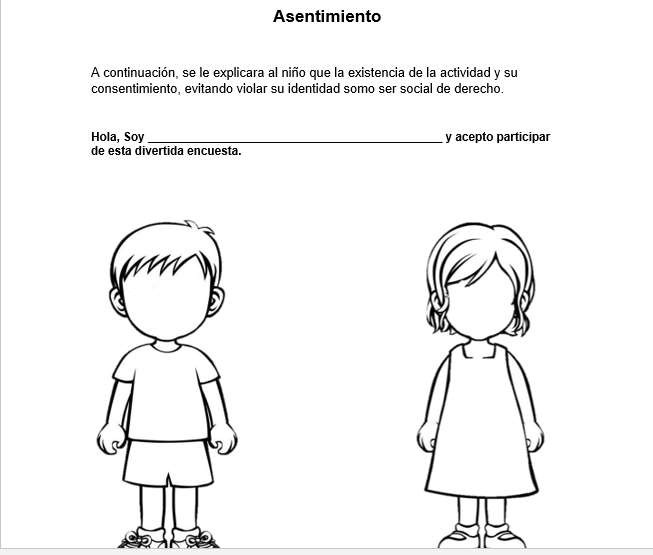 Asentimiento
A continuación, se le explicara al niño que la existencia de la actividad y su
consentimiento, evitando violar su identidad somo ser social de derecho.
Hola, Soy ____________________________________________ y acepto participar
de esta divertida encuesta.